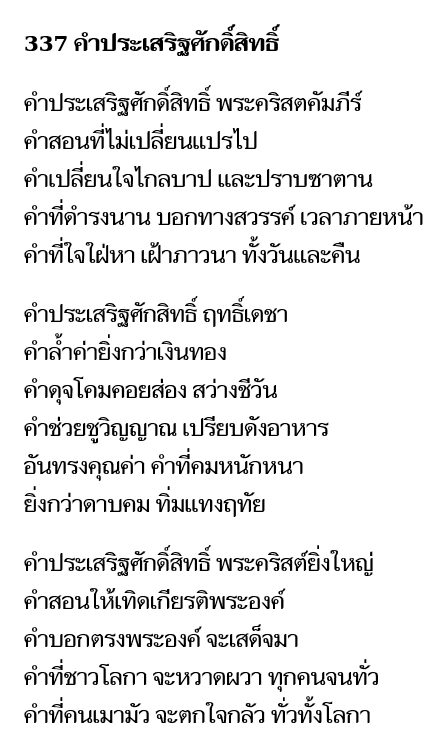 337 คำประเสริฐศักดิ์สิทธิ์
คำประเสริฐศักดิ์สิทธิ์ พระคริสตคัมภีร์
คำสอนที่ไม่เปลี่ยนแปรไป
คำเปลี่ยนใจไกลบาป และปราบซาตาน
คำที่ดำรงนาน บอกทางสวรรค์ เวลาภายหน้า
คำที่ใจใฝ่หา เฝ้าภาวนา ทั้งวันและคืน
คำประเสริฐศักสิทธิ์ ฤทธิ์เดชา
คำล้ำค่ายิ่งกว่าเงินทอง
คำดุจโคมคอยส่อง สว่างชีวัน
คำช่วยชูวิญญาณ เปรียบดังอาหาร
อันทรงคุณค่า คำที่คมหนักหนา
ยิ่งกว่าดาบคม ทิ่มแทงฤทัย
คำประเสริฐศักดิ์สิทธิ์ พระคริสต์ยิ่งใหญ่
คำสอนให้เทิดเกียรติพระองค์
คำบอกตรงพระองค์ จะเสด็จมา
คำที่ชาวโลกา จะหวาดผวา ทุกคนจนทั่ว
คำที่คนเมามัว จะตกใจกลัว ทั่วทั้งโลกา